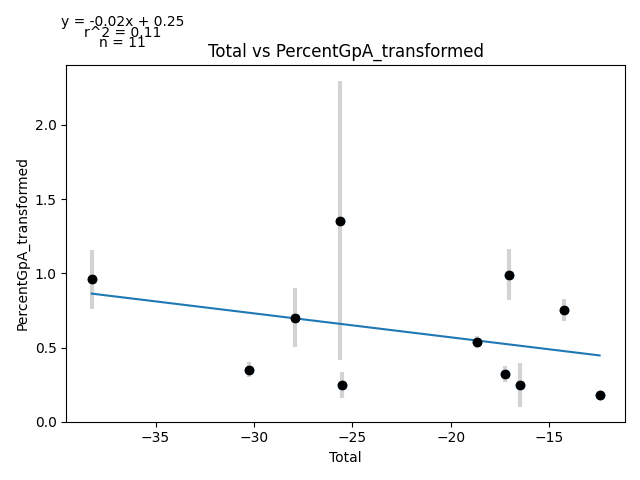 y = -0.02x + 0.25
r^2 = 0.11
n = 11
Total vs PercentGpA_transformed
PercentGpA_transformed
2.0
1.5
1.0
0.5
0.0
−35
−30
−25
−20
−15
Total